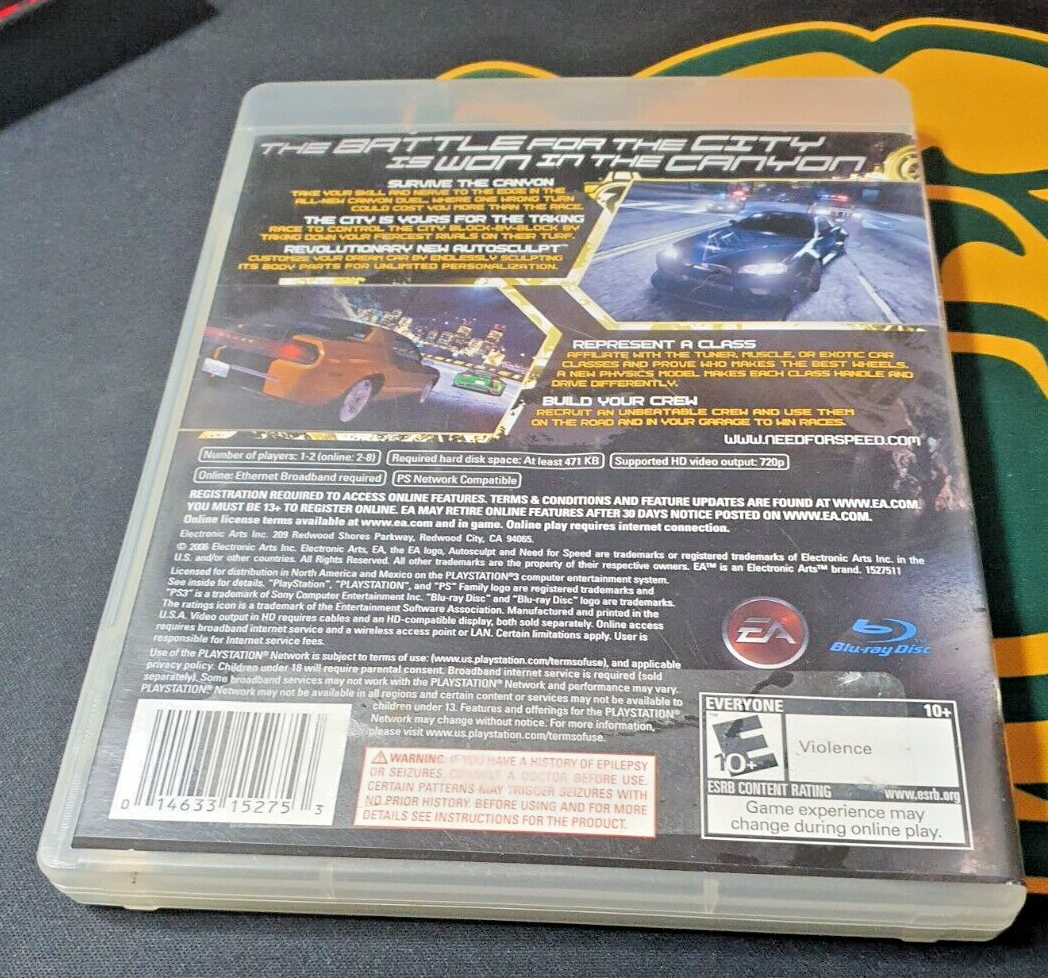 THE BATTLE FOR THE CITY
IS WON IN THE CANYON
SURVIVE THE CANYON
TAKE YOUR SKILL AND NERVE TO THE EDGE IN THE
ALL-NEW CANYON DUEL, WHERE ONE WRONG TURN
COULD COST YOU MORE THAN THE RACE.
THE CITY IS YOURS FOR THE TAKING
RACE TO CONTROL THE CITY BLOCK-BY-BLOCK BY
TAKING DOWN YOUR FIERCEST RIVALS ON THEIR TURF.
REVOLUTIONARY NEW AUTOSCULPT™
CUSTOMIZE YOUR DREAM CAR BY ENDLESSLY SCULPTING
ITS BODY PARTS FOR UNLIMITED PERSONALIZATION.
REPRESENT A CLASS
AFFILIATE WITH THE TUNER, MUSCLE, OR EXOTIC CAR
CLASSES AND PROVE WHO MAKES THE BEST WHEELS.
A NEW PHYSICS MODEL MAKES EACH CLASS HANDLE AND
DRIVE DIFFERENTLY.
BUILD YOUR CREW
RECRUIT AN UNBEATABLE CREW AND USE THEM
ON THE ROAD AND IN YOUR GARAGE TO WIN RACES.
WWW.NEEDFORSPEED.COM
Number of players: 1-2 (online: 2-8)
Required hard disk space: At least 471 KB
Supported HD video output: 720p
Online: Ethernet Broadband required
PS Network Compatible
REGISTRATION REQUIRED TO ACCESS ONLINE FEATURES. TERMS & CONDITIONS AND FEATURE UPDATES ARE FOUND AT WWW.EA.COM.
YOU MUST BE 13+ TO REGISTER ONLINE. EA MAY RETIRE ONLINE FEATURES AFTER 30 DAYS NOTICE POSTED ON WWW.EA.COM.
Online license terms available at www.ea.com and in game. Online play requires internet connection.
Electronic Arts Inc. 209 Redwood Shores Parkway, Redwood City, CA 94065.
© 2006 Electronic Arts Inc. Electronic Arts, EA, the EA logo, Autosculpt and Need for Speed are trademarks or registered trademarks of Electronic Arts Inc. in the
U.S. and/or other countries. All Rights Reserved. All other trademarks are the property of their respective owners. EA™ is an Electronic Arts™ brand. 1527511
Licensed for distribution in North America and Mexico on the PLAYSTATION®3 computer entertainment system.
See inside for details. "PlayStation", "PLAYSTATION", and "PS" Family logo are registered trademarks and
"PS3" is a trademark of Sony Computer Entertainment Inc. "Blu-ray Disc" and "Blu-ray Disc" logo are trademarks.
The ratings icon is a trademark of the Entertainment Software Association. Manufactured and printed in the
U.S.A. Video output in HD requires cables and an HD-compatible display, both sold separately. Online access
requires broadband internet service and a wireless access point or LAN. Certain limitations apply. User is
responsible for Internet service fees.
Use of the PLAYSTATION® Network is subject to terms of use: (www.us.playstation.com/termsofuse), and applicable
privacy policy. Children under 18 will require parental consent. Broadband internet service is required (sold
separately). Some broadband services may not work with the PLAYSTATION® Network and performance may vary.
PLAYSTATION® Network may not be available in all regions and certain content or services may not be available to
children under 13. Features and offerings for the PLAYSTATION®
Network may change without notice. For more information,
please visit www.us.playstation.com/termsofuse.
EA
Blu-ray Disc
0 14633 15275 3
WARNING: IF YOU HAVE A HISTORY OF EPILEPSY
OR SEIZURES, CONSULT A DOCTOR BEFORE USE.
CERTAIN PATTERNS MAY TRIGGER SEIZURES WITH
NO PRIOR HISTORY. BEFORE USING AND FOR MORE
DETAILS SEE INSTRUCTIONS FOR THE PRODUCT.
EVERYONE 10+
E
10+
Violence
ESRB CONTENT RATING www.esrb.org
Game experience may
change during online play.